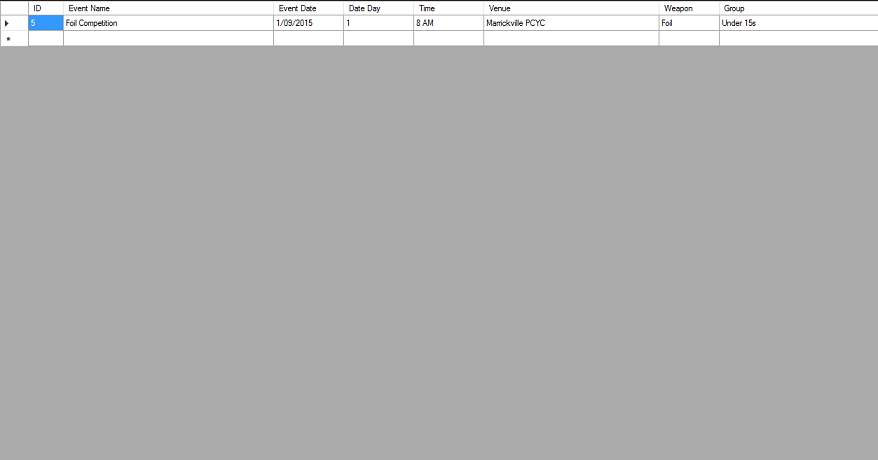 ID Event Name Event Date Date Day Time Venue Weapon Group
5 Foil Competition 1/09/2015 1 8 AM Marrickville PCYC Foil Under 15s
*